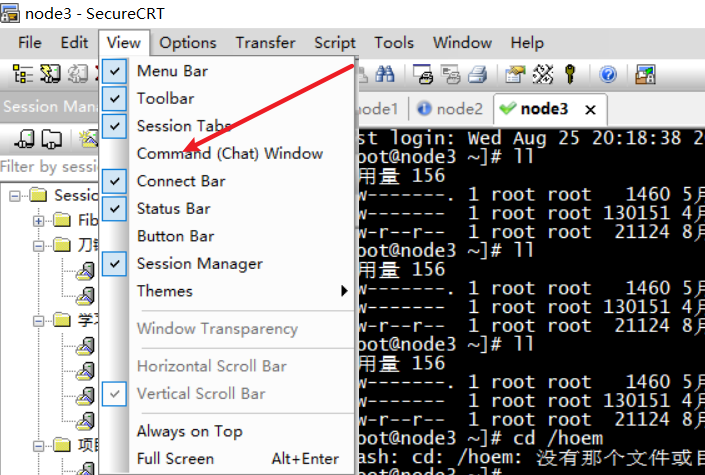 node3 - SecureCRT
File Edit View Options Transfer Script Tools Window Help
Session Mana
Filter by sessi
Sessio
Fib
学习
项目
Menu Bar
Toolbar
Session Tabs
Command (Chat) Window
Connect Bar
Status Bar
Button Bar
Session Manager
Themes
Window Transparency
Horizontal Scroll Bar
Vertical Scroll Bar
Always on Top
Full Screen Alt+Enter
node1 node2 node3
st login: Wed Aug 25 20:18:38 2
oot@node3 ~]# ll
用量 156
w-------. 1 root root 1460 5月
w------- 1 root root 130151 4月
w-r--r-- 1 root root 21124 8月
oot@node3 ~]# ll
用量 156
w-------. 1 root root 1460 5月
w------- 1 root root 130151 4月
w-r--r-- 1 root root 21124 8月
oot@node3 ~]# ll
用量 156
w-------. 1 root root 1460 5月
w------- 1 root root 130151 4月
w-r--r-- 1 root root 21124 8月
oot@node3 ~]# cd /hoem
ash: cd: /hoem: 没有那个文件或目
oot@node3 ~]#